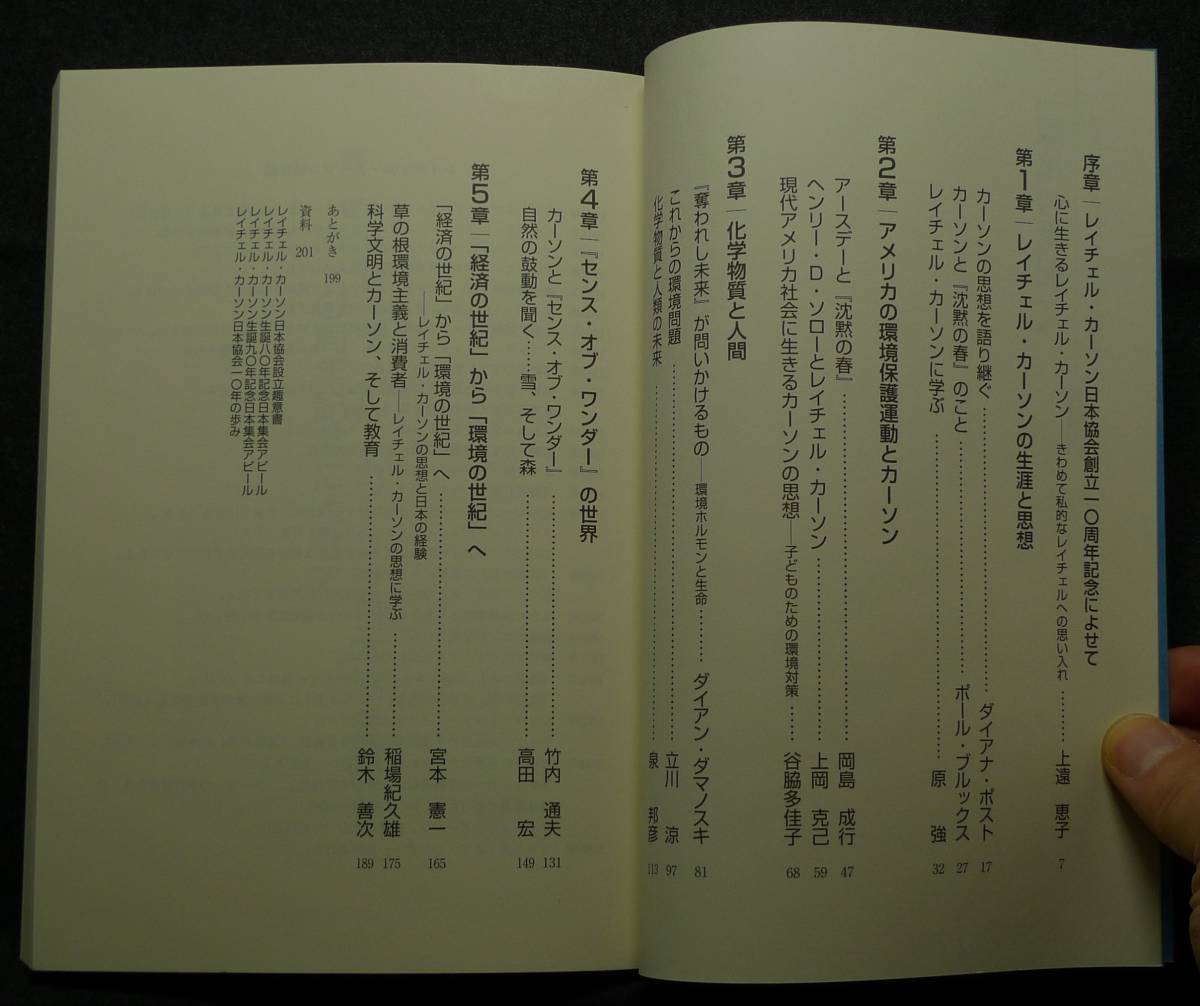 序章｜レイチェル・カーソン日本協会創立一〇周年記念によせて
心に生きるレイチェル・カーソン――きわめて私的なレイチェルへの思い入れ………上遠 恵子 7
第1章｜レイチェル・カーソンの生涯と思想
カーソンの思想を語り継ぐ………ダイアナ・ポスト 17
カーソンと『沈黙の春』のこと………ポール・ブルックス 27
レイチェル・カーソンに学ぶ………原 強 32
第2章｜アメリカの環境保護運動とカーソン
アースデーと『沈黙の春』………岡島 成行 47
ヘンリー・D・ソローとレイチェル・カーソン………上岡 克己 59
現代アメリカ社会に生きるカーソンの思想――子どものための環境対策………谷脇多佳子 68
第3章｜化学物質と人間
『奪われし未来』が問いかけるもの――環境ホルモンと生命………ダイアン・ダマノスキ 81
これからの環境問題………立川 涼 97
化学物質と人類の未来………泉 邦彦 113
第4章｜『センス・オブ・ワンダー』の世界
カーソンと『センス・オブ・ワンダー』………竹内 通夫 131
自然の鼓動を聞く……雪、そして森………高田 宏 149
第5章｜「経済の世紀」から「環境の世紀」へ
「経済の世紀」から「環境の世紀」へ………宮本 憲一 165
――レイチェル・カーソンの思想と日本の経験
草の根環境主義と消費者――レイチェル・カーソンの思想に学ぶ………稲場紀久雄 175
科学文明とカーソン、そして教育………鈴木 善次 189
あとがき 199
資料 201
レイチェル・カーソン日本協会設立趣意書
レイチェル・カーソン生誕八〇年記念日本集会アピール
レイチェル・カーソン生誕九〇年記念日本集会アピール
レイチェル・カーソン日本協会一〇年の歩み